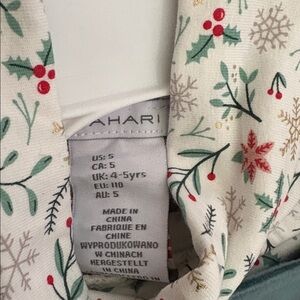 AHARI
US: 5
CA: 5
UK: 4-5yrs
EU: 110
AU: 5
MADE IN
CHINA
FABRIQUE EN
CHINE
WYPRODUKOWANO
W CHINACH
HERGESTELLT
IN CHINA